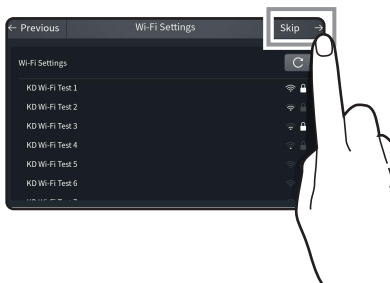 ← Previous Wi-Fi Settings Skip →
Wi-Fi Settings
KD Wi-Fi Test 1
KD Wi-Fi Test 2
KD Wi-Fi Test 3
KD Wi-Fi Test 4
KD Wi-Fi Test 5
KD Wi-Fi Test 6